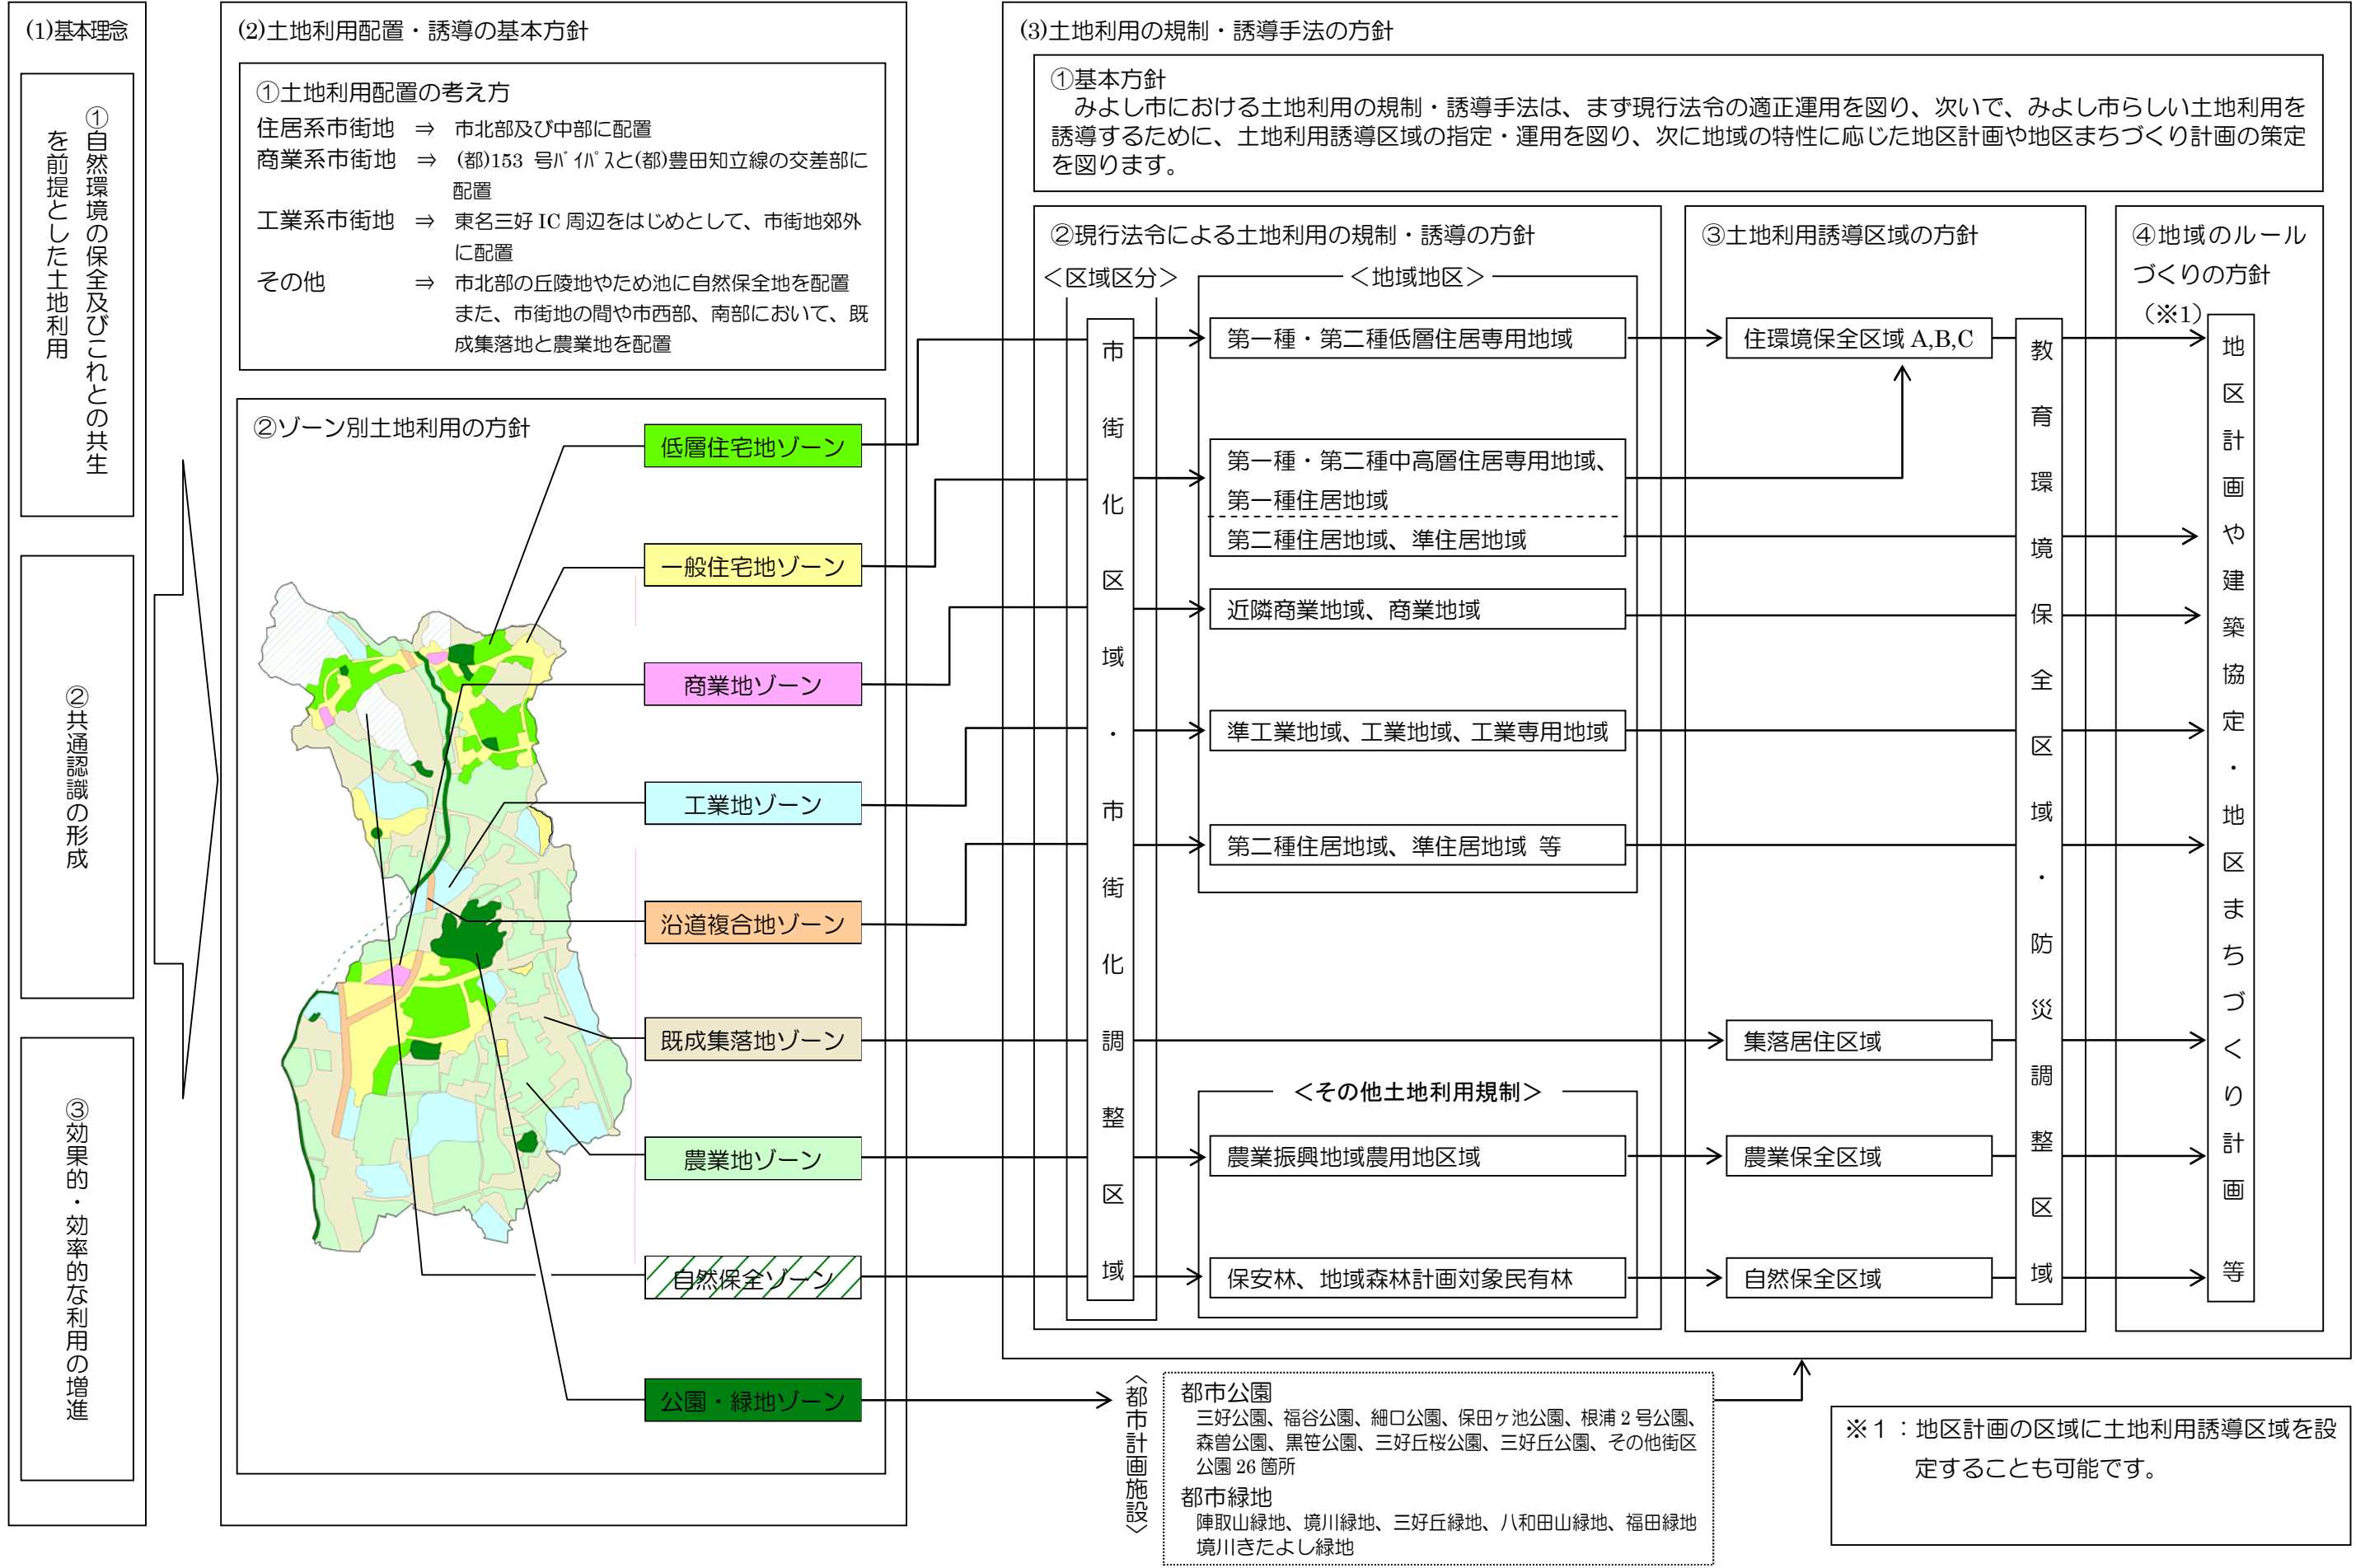 (1)基本理念
①自然環境の保全及びこれとの共生
を前提とした土地利用
②共通認識の形成
③効果的・効率的な利用の増進
(2)土地利用配置・誘導の基本方針
①土地利用配置の考え方
住居系市街地 ⇒ 市北部及び中部に配置
商業系市街地 ⇒ (都)153 号ﾊﾞｲﾊﾟｽと(都)豊田知立線の交差部に
配置
工業系市街地 ⇒ 東名三好 IC 周辺をはじめとして、市街地郊外
に配置
その他 ⇒ 市北部の丘陵地やため池に自然保全地を配置
また、市街地の間や市西部、南部において、既
成集落地と農業地を配置
②ゾーン別土地利用の方針
低層住宅地ゾーン
一般住宅地ゾーン
商業地ゾーン
工業地ゾーン
沿道複合地ゾーン
既成集落地ゾーン
農業地ゾーン
自然保全ゾーン
公園・緑地ゾーン
(3)土地利用の規制・誘導手法の方針
①基本方針
みよし市における土地利用の規制・誘導手法は、まず現行法令の適正運用を図り、次いで、みよし市らしい土地利用を
誘導するために、土地利用誘導区域の指定・運用を図り、次に地域の特性に応じた地区計画や地区まちづくり計画の策定
を図ります。
②現行法令による土地利用の規制・誘導の方針
＜区域区分＞
市街化区域・市街化調整区域
＜地域地区＞
第一種・第二種低層住居専用地域
第一種・第二種中高層住居専用地域、
第一種住居地域
第二種住居地域、準住居地域
近隣商業地域、商業地域
準工業地域、工業地域、工業専用地域
第二種住居地域、準住居地域 等
＜その他土地利用規制＞
農業振興地域農用地区域
保安林、地域森林計画対象民有林
③土地利用誘導区域の方針
住環境保全区域 A,B,C
集落居住区域
農業保全区域
自然保全区域
教育環境保全区域・防災調整区域
④地域のルール
づくりの方針
（※1）
地区計画や建築協定・地区まちづくり計画等
〈都市計画施設〉
都市公園
三好公園、福谷公園、細口公園、保田ヶ池公園、根浦 2 号公園、
森曽公園、黒笹公園、三好丘桜公園、三好丘公園、その他街区
公園 26 箇所
都市緑地
陣取山緑地、境川緑地、三好丘緑地、八和田山緑地、福田緑地
境川きたよし緑地
※１：地区計画の区域に土地利用誘導区域を設
定することも可能です。